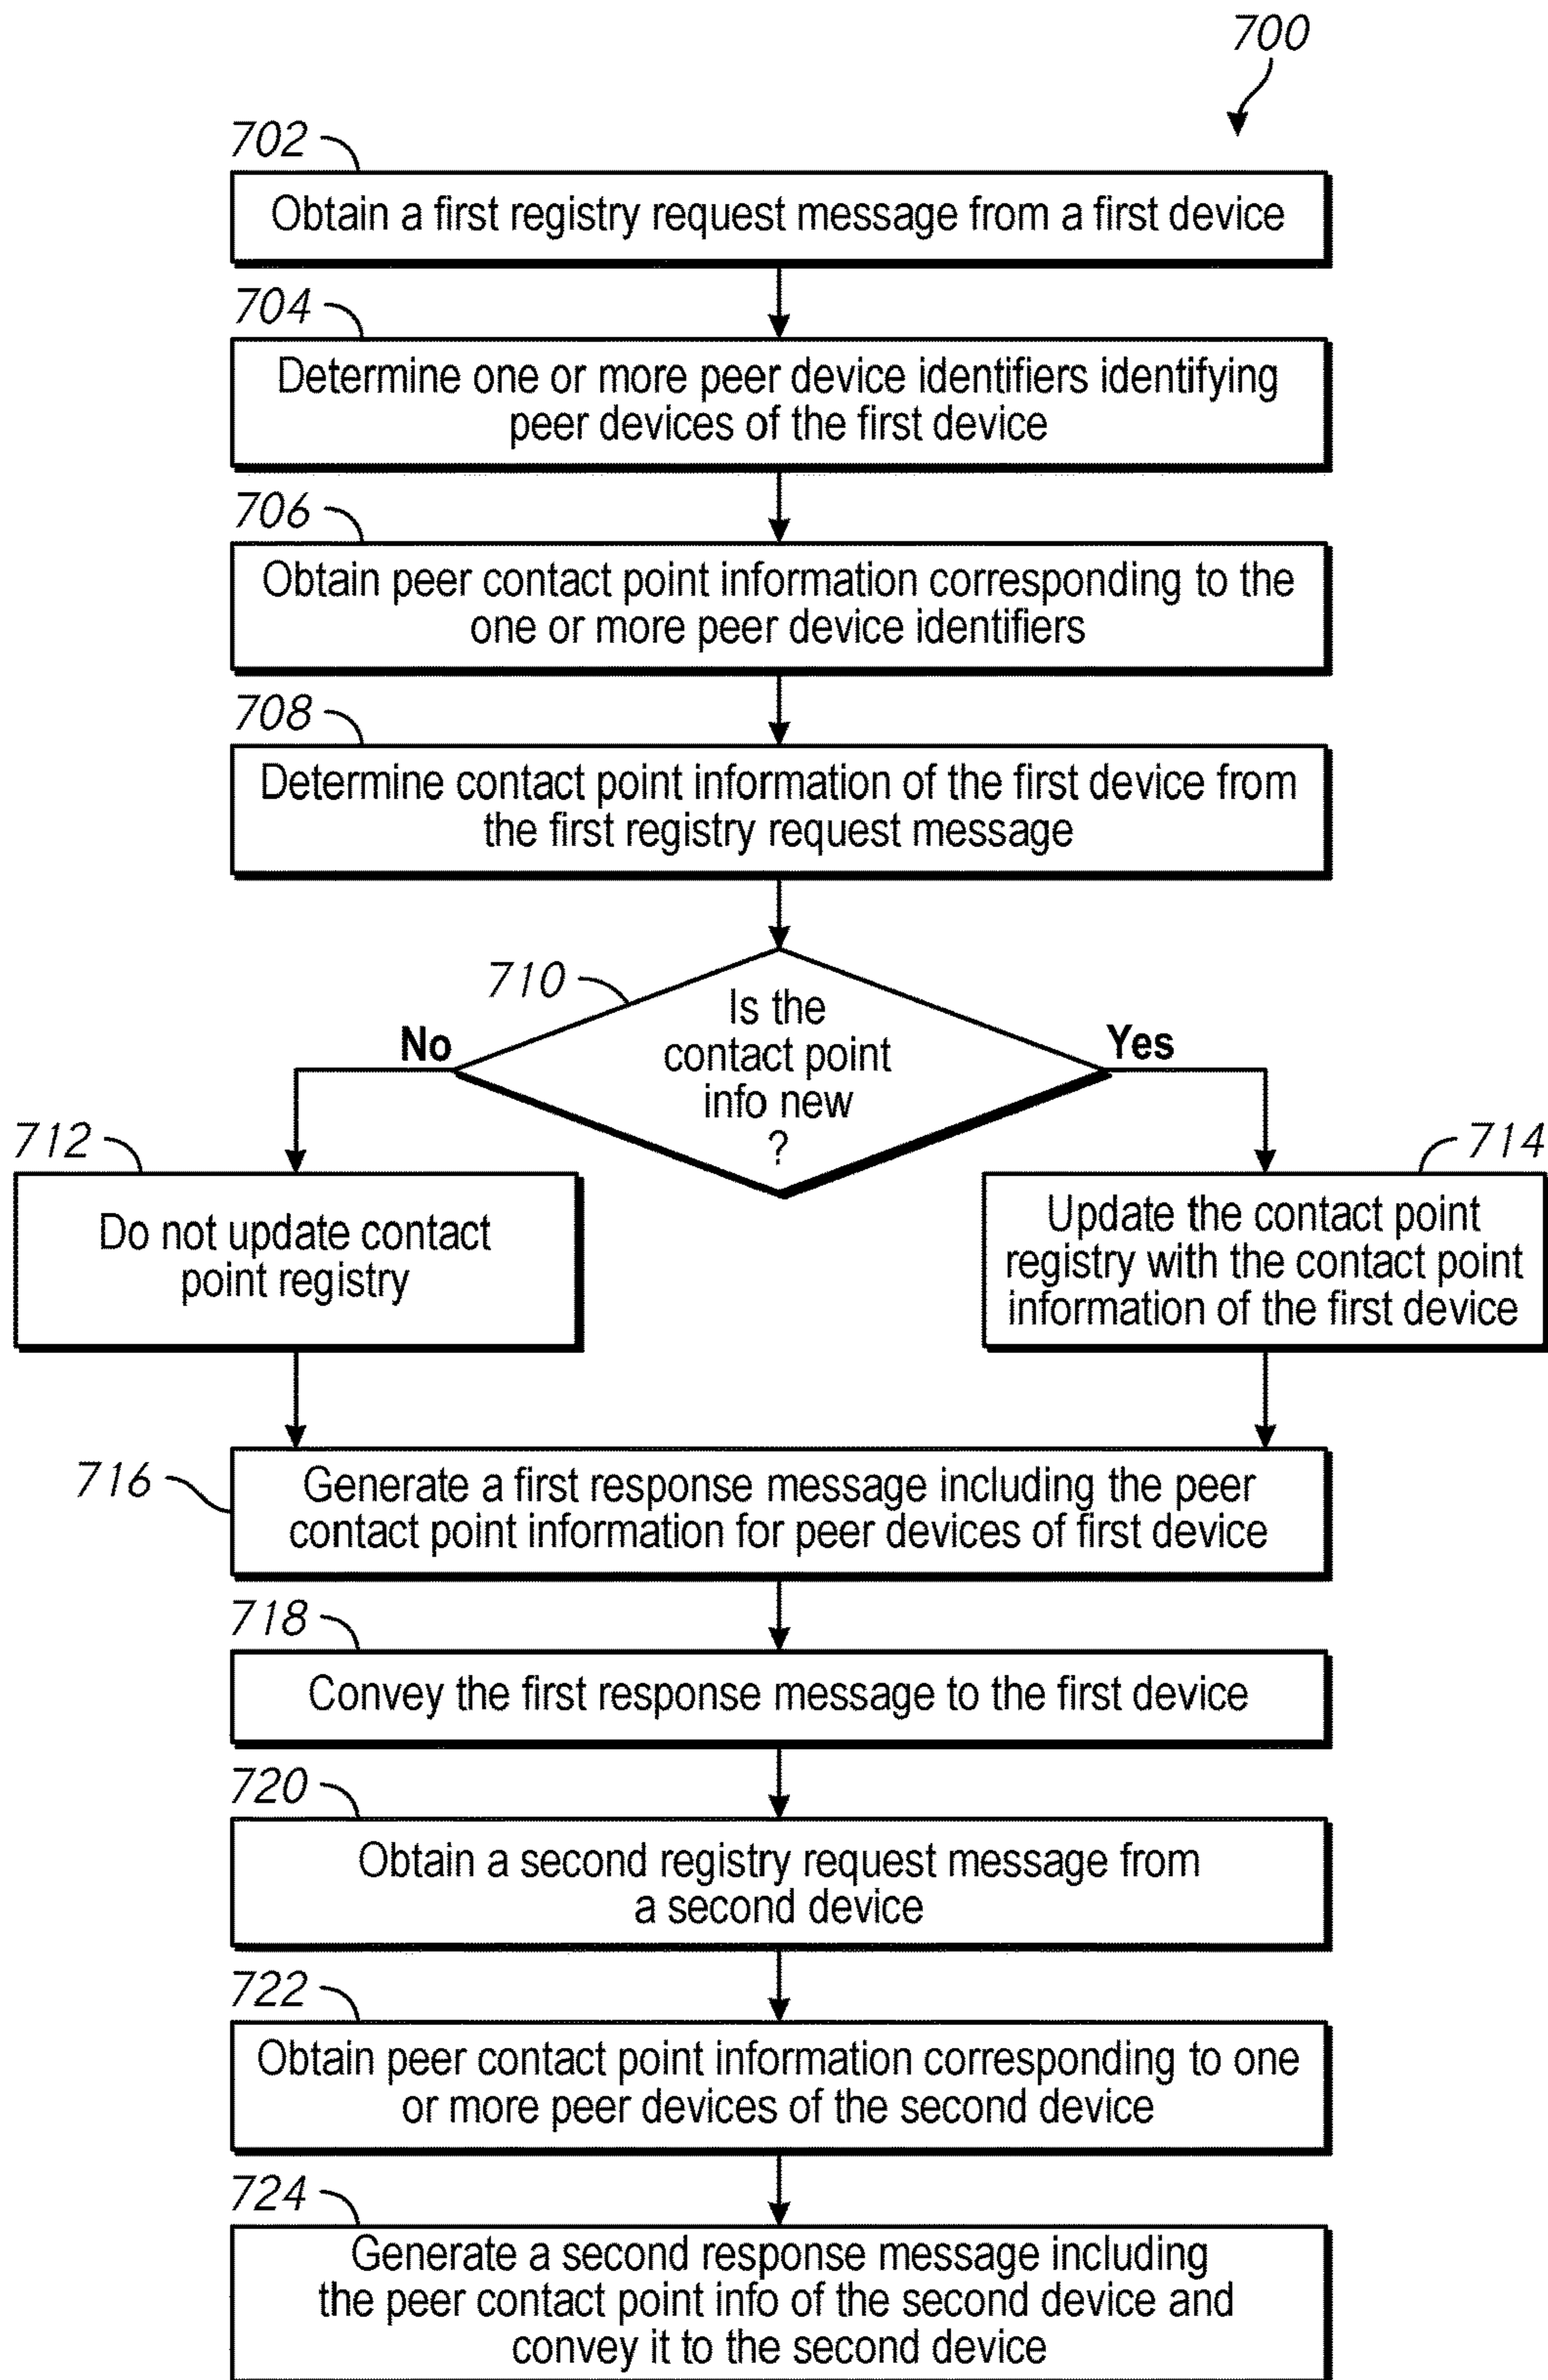 700
702
Obtain a first registry request message from a first device
704
Determine one or more peer device identifiers identifying
peer devices of the first device
706
Obtain peer contact point information corresponding to the
one or more peer device identifiers
708
Determine contact point information of the first device from
the first registry request message
710
Is the
contact point
info new
?
No
Yes
712
Do not update contact
point registry
714
Update the contact point
registry with the contact point
information of the first device
716
Generate a first response message including the peer
contact point information for peer devices of first device
718
Convey the first response message to the first device
720
Obtain a second registry request message from
a second device
722
Obtain peer contact point information corresponding to one
or more peer devices of the second device
724
Generate a second response message including
the peer contact point info of the second device and
convey it to the second device